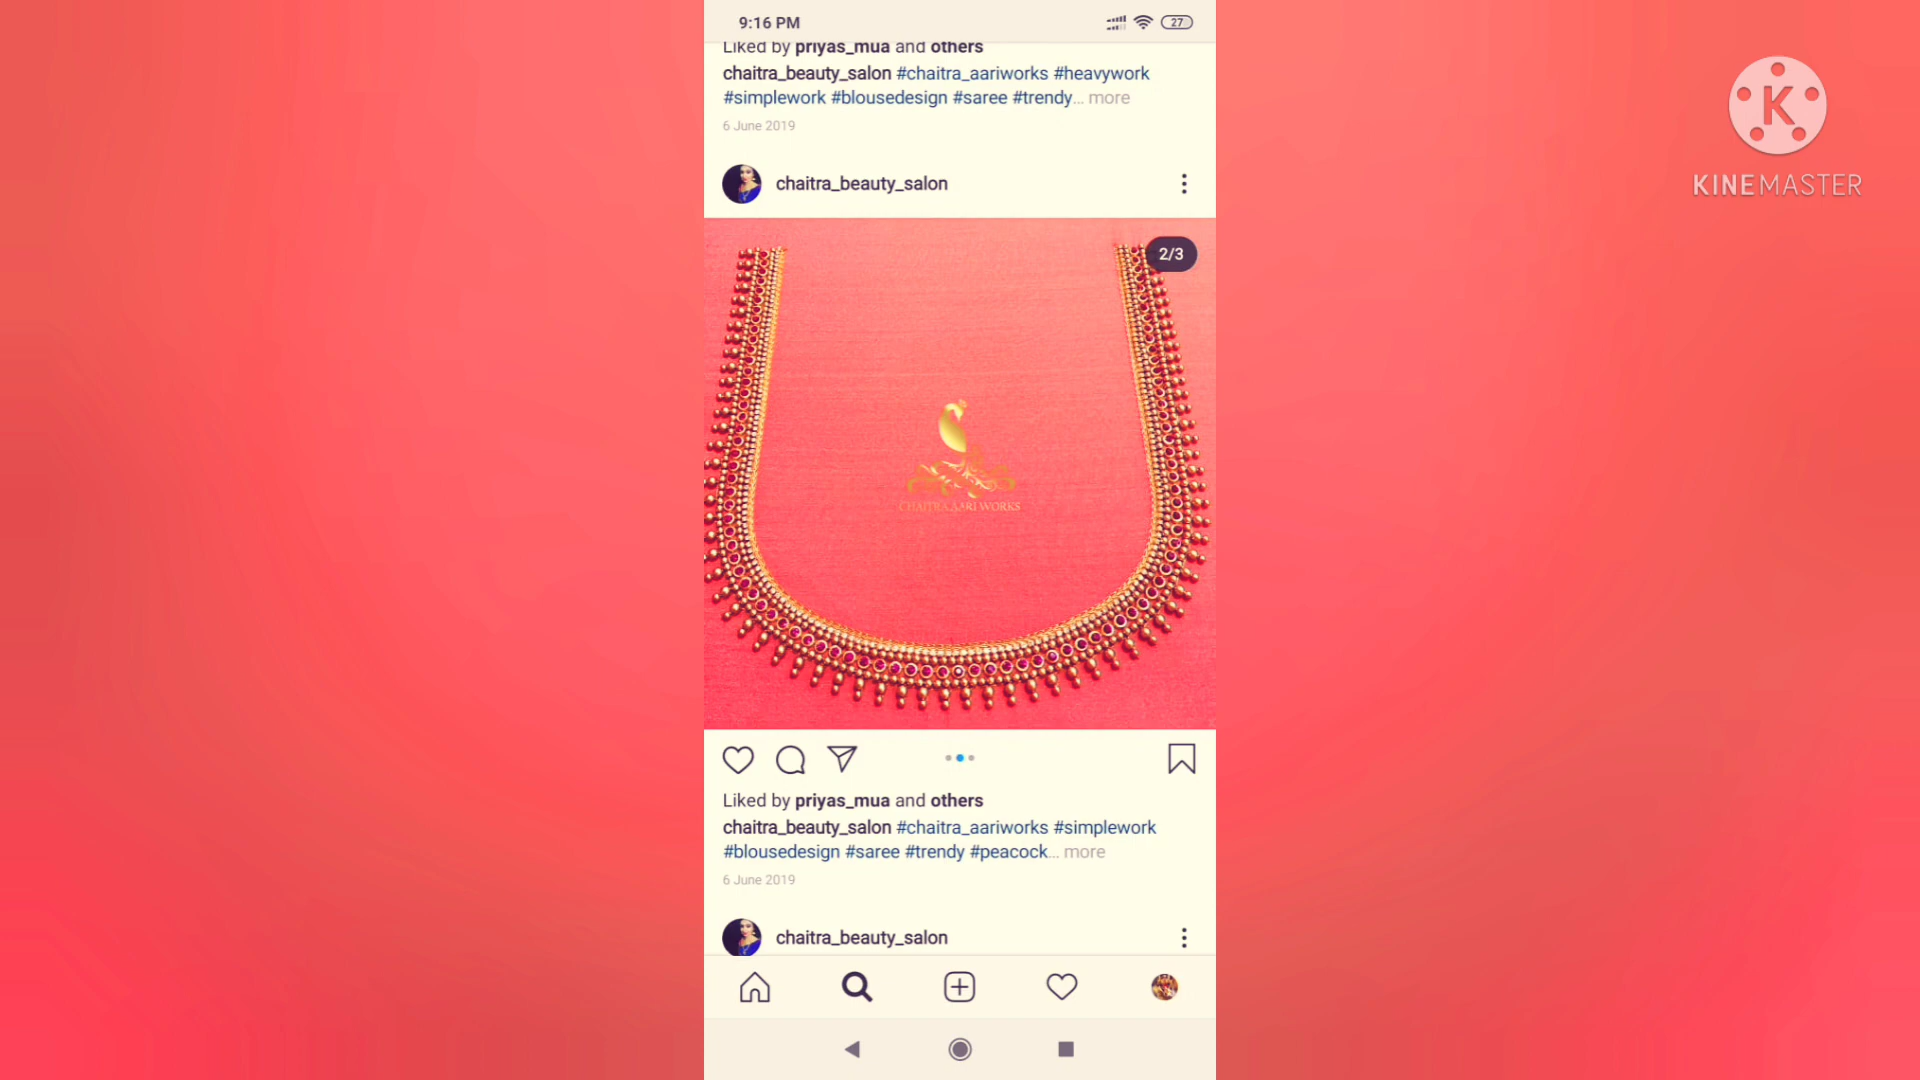 9:16 PM
27
Liked by priyas_mua and others
chaitra_beauty_salon #chaitra_aariworks #heavywork
#simplework #blousedesign #saree #trendy... more
6 June 2019
chaitra_beauty_salon
2/3
CHAITRA AARI WORKS
Liked by priyas_mua and others
chaitra_beauty_salon #chaitra_aariworks #simplework
#blousedesign #saree #trendy #peacock... more
6 June 2019
chaitra_beauty_salon
K
KINEMASTER